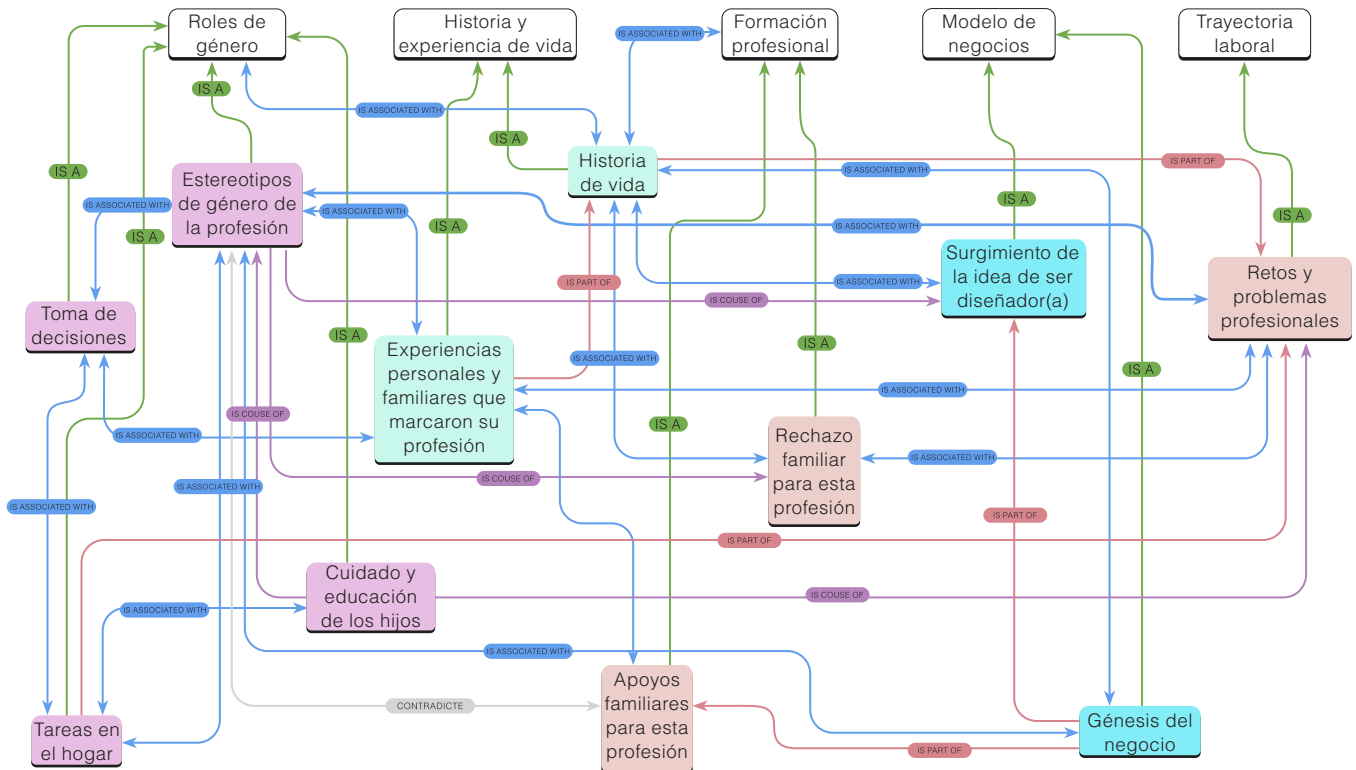 Roles de
género
Historia y
experiencia de vida
Formación
profesional
Modelo de
negocios
Trayectoria
laboral
IS ASSOCIATED WITH
IS A
IS ASSOCIATED WITH
IS A
Historia
de vida
IS PART OF
IS A
IS ASSOCIATED WITH
Estereotipos
de género de
la profesión
IS A
IS ASSOCIATED WITH
IS ASSOCIATED WITH
IS A
IS A
IS ASSOCIATED WITH
IS A
Surgimiento de
la idea de ser
diseñador(a)
IS PART OF
IS ASSOCIATED WITH
IS COUSE OF
Retos y
problemas
profesionales
Toma de
decisiones
IS A
Experiencias
personales y
familiares que
marcaron su
profesión
IS A
IS ASSOCIATED WITH
IS A
IS ASSOCIATED WITH
IS COUSE OF
IS A
IS ASSOCIATED WITH
Rechazo
familiar
para esta
profesión
IS ASSOCIATED WITH
IS COUSE OF
IS ASSOCIATED WITH
IS ASSOCIATED WITH
IS PART OF
IS PART OF
Cuidado y
educación
de los hijos
IS COUSE OF
IS ASSOCIATED WITH
IS ASSOCIATED WITH
Apoyos
familiares
para esta
profesión
CONTRADICTE
Tareas en
el hogar
IS PART OF
Génesis del
negocio